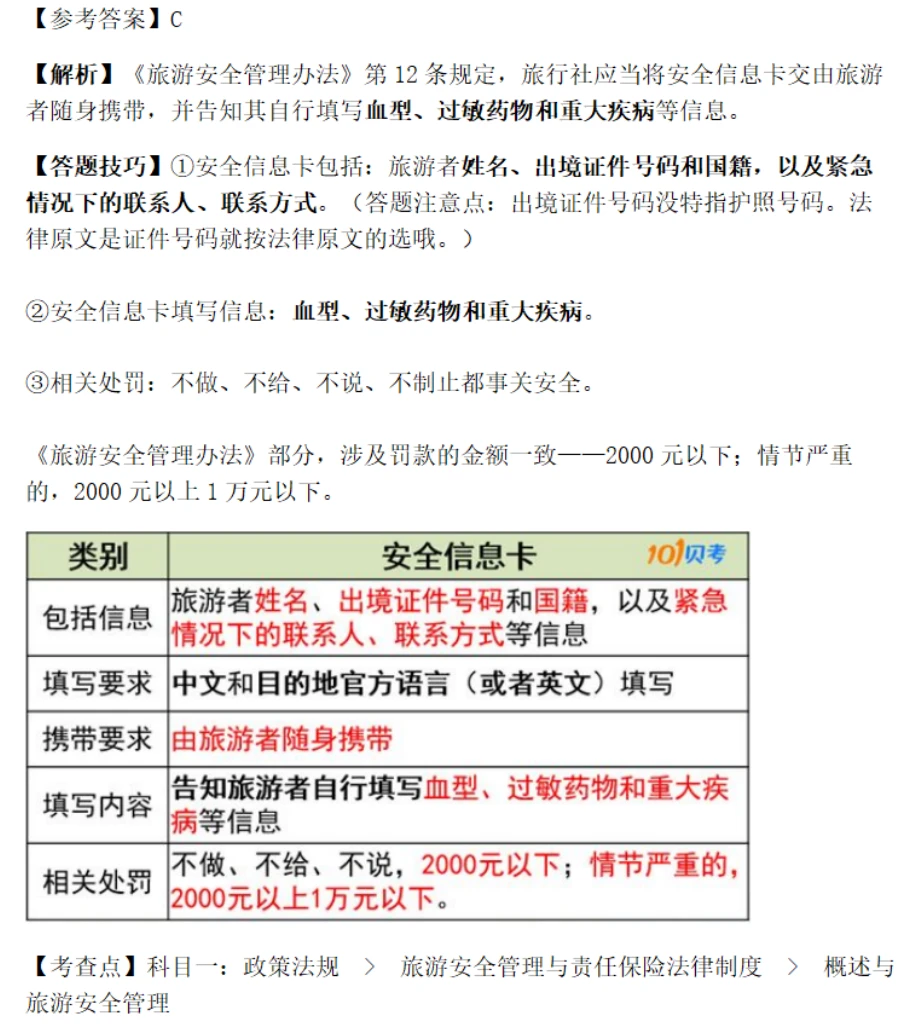 【参考答案】C
【解析】《旅游安全管理办法》第 12 条规定，旅行社应当将安全信息卡交由旅游
者随身携带，并告知其自行填写血型、过敏药物和重大疾病等信息。
【答题技巧】①安全信息卡包括：旅游者姓名、出境证件号码和国籍，以及紧急
情况下的联系人、联系方式。（答题注意点：出境证件号码没特指护照号码。法
律原文是证件号码就按法律原文的选哦。）
②安全信息卡填写信息：血型、过敏药物和重大疾病。
③相关处罚：不做、不给、不说、不制止都事关安全。
《旅游安全管理办法》部分，涉及罚款的金额一致——2000 元以下；情节严重
的，2000 元以上 1 万元以下。
类别 安全信息卡 101贝考
包括信息 旅游者姓名、出境证件号码和国籍，以及紧急
情况下的联系人、联系方式等信息
填写要求 中文和目的地官方语言（或者英文）填写
携带要求 由旅游者随身携带
填写内容 告知旅游者自行填写血型、过敏药物和重大疾
病等信息
相关处罚 不做、不给、不说，2000元以下；情节严重的，
2000元以上1万元以下。
【考查点】科目一：政策法规 > 旅游安全管理与责任保险法律制度 > 概述与
旅游安全管理